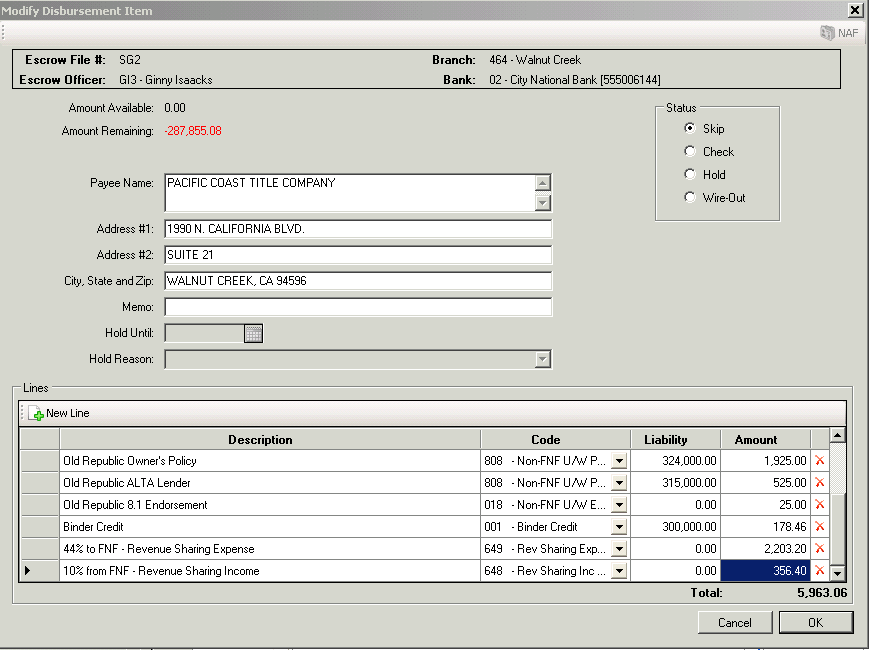 Modify Disbursement Item
NAF
Escrow File #: SG2 Branch: 464 - Walnut Creek
Escrow Officer: GI3 - Ginny Isaacks Bank: 02 - City National Bank [555006144]
Amount Available: 0.00
Amount Remaining: -287,855.08
Status
Skip
Check
Hold
Wire-Out
Payee Name: PACIFIC COAST TITLE COMPANY
Address #1: 1990 N. CALIFORNIA BLVD.
Address #2: SUITE 21
City, State and Zip: WALNUT CREEK, CA 94596
Memo:
Hold Until:
Hold Reason:
Lines
New Line
Description Code Liability Amount
Old Republic Owner's Policy 808 - Non-FNF U/W P... 324,000.00 1,925.00
Old Republic ALTA Lender 808 - Non-FNF U/W P... 315,000.00 525.00
Old Republic 8.1 Endorsement 018 - Non-FNF U/W E... 0.00 25.00
Binder Credit 001 - Binder Credit 300,000.00 178.46
44% to FNF - Revenue Sharing Expense 649 - Rev Sharing Exp... 0.00 2,203.20
10% from FNF - Revenue Sharing Income 648 - Rev Sharing Inc ... 0.00 356.40
Total: 5,963.06
Cancel OK